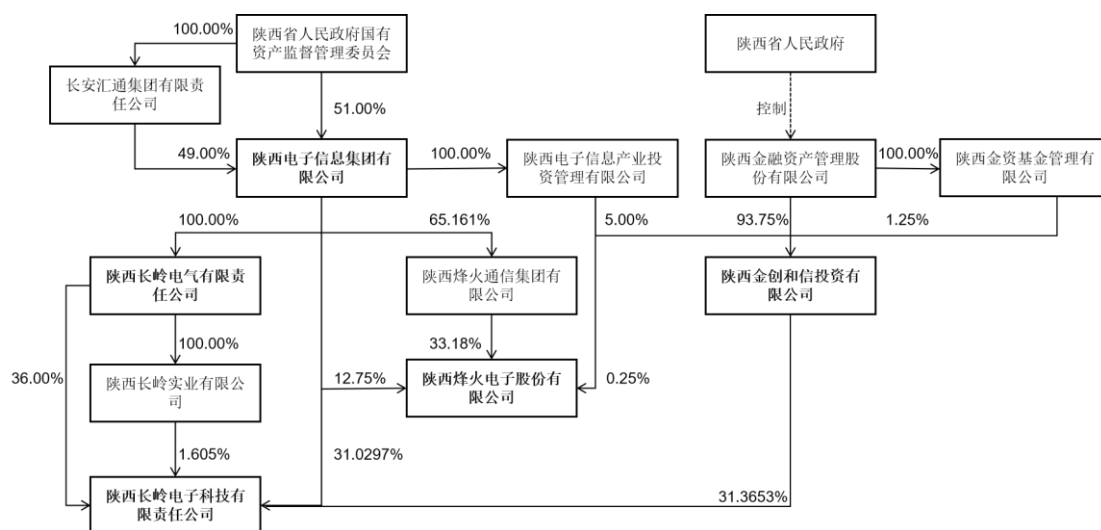 100.00%
陕西省人民政府国有
资产监督管理委员会
陕西省人民政府
长安汇通集团有限责
任公司
51.00%
控制
49.00%
陕西电子信息集团有
限公司
100.00%
陕西电子信息产业投
资管理有限公司
陕西金融资产管理股
份有限公司
100.00%
陕西金资基金管理有
限公司
100.00%
65.161%
5.00%
93.75%
1.25%
陕西长岭电气有限责
任公司
陕西烽火通信集团有
限公司
陕西金创和信投资有
限公司
100.00%
33.18%
36.00%
陕西长岭实业有限公
司
12.75%
陕西烽火电子股份有
限公司
0.25%
1.605%
31.0297%
陕西长岭电子科技有
限责任公司
31.3653%